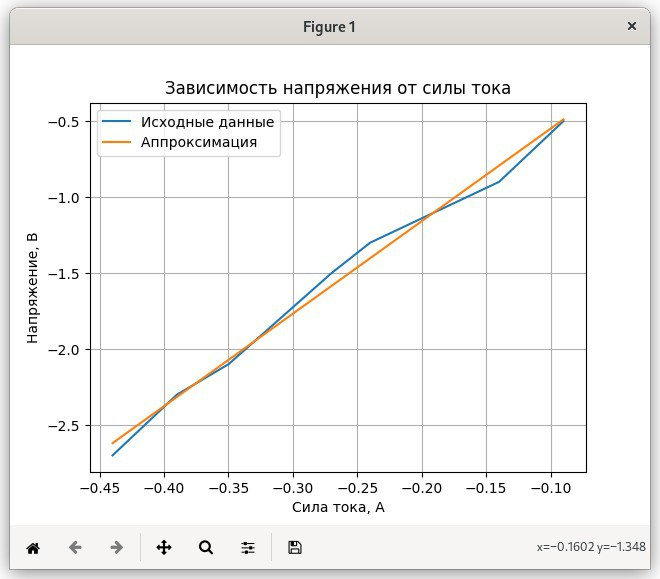 Figure 1
×
Зависимость напряжения от силы тока
Исходные данные
Аппроксимация
−0.5
−1.0
−1.5
−2.0
−2.5
Напряжение, В
−0.45 −0.40 −0.35 −0.30 −0.25 −0.20 −0.15 −0.10
Сила тока, А
x=−0.1602 y=−1.348